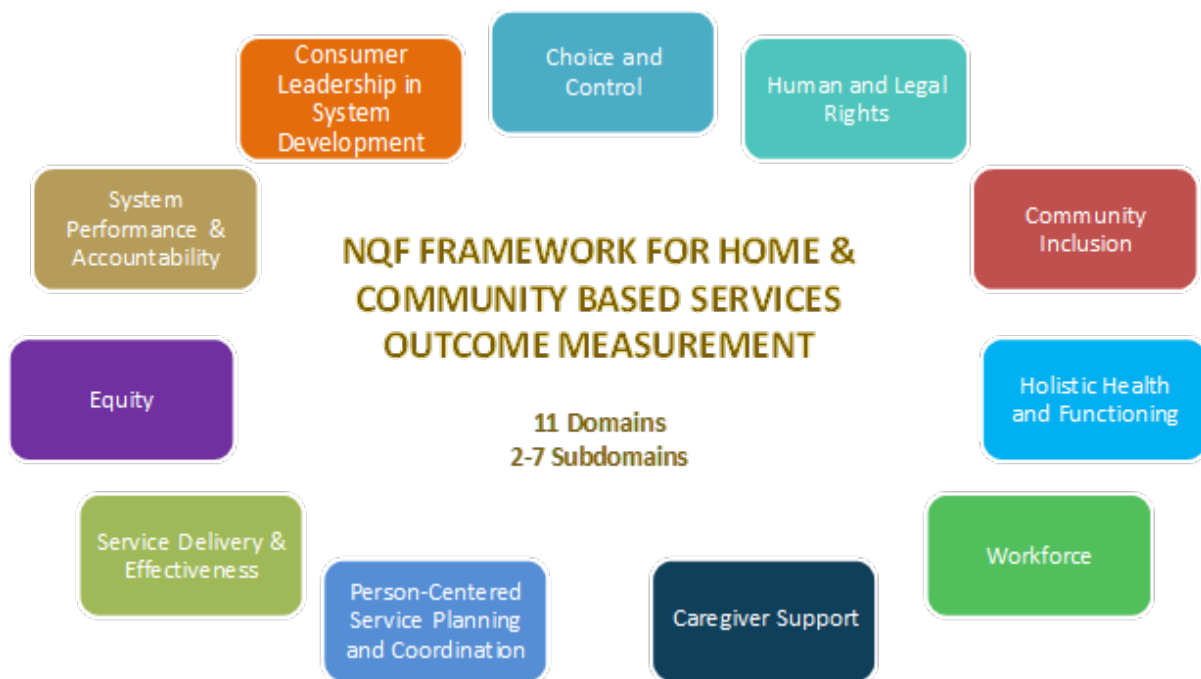 Consumer
Leadership in
System
Development
Choice and
Control
Human and Legal
Rights
System
Performance &
Accountability
Community
Inclusion
NQF FRAMEWORK FOR HOME &
COMMUNITY BASED SERVICES
OUTCOME MEASUREMENT
11 Domains
2-7 Subdomains
Equity
Holistic Health
and Functioning
Service Delivery &
Effectiveness
Workforce
Person-Centered
Service Planning
and Coordination
Caregiver Support